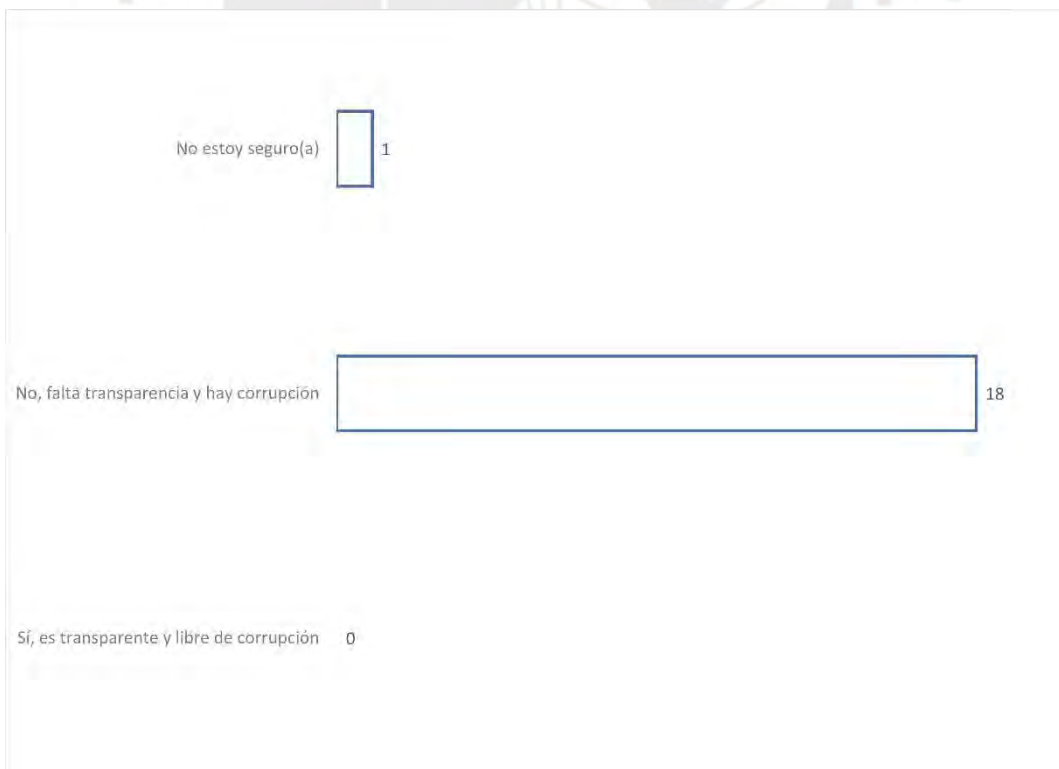 No estoy seguro(a) 1
No, falta transparencia y hay corrupción 18
Sí, es transparente y libre de corrupción 0